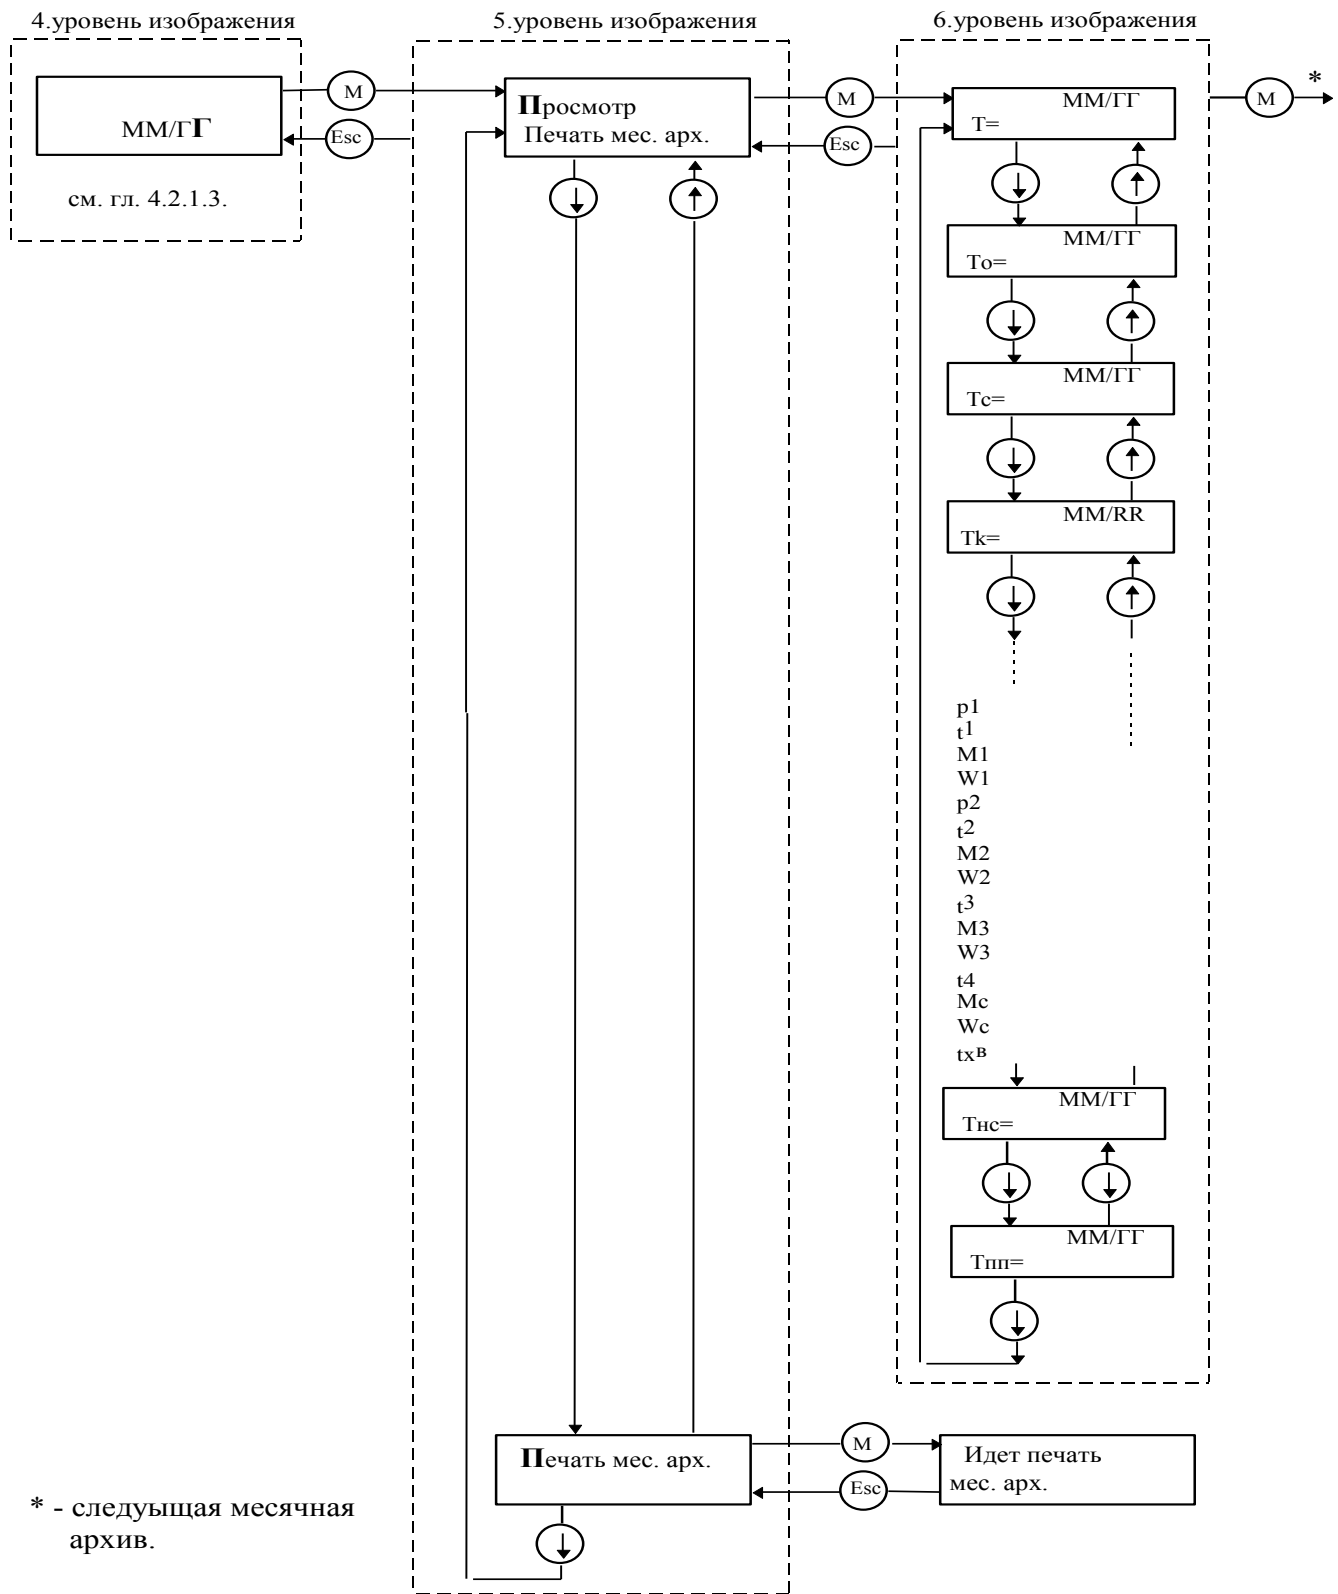 4.уровень изображения
5.уровень изображения
6.уровень изображения
ММ/ГГ
см. гл. 4.2.1.3.
М
Esc
Просмотр
Печать мес. арх.
М
Esc
ММ/ГГ
Т=
М
*
ММ/ГГ
То=
ММ/ГГ
Тс=
ММ/RR
Тk=
p1
t1
M1
W1
p2
t2
M2
W2
t3
M3
W3
t4
Mc
Wc
tхв
ММ/ГГ
Тнс=
ММ/ГГ
Тпп=
Печать мес. арх.
М
Esc
Идет печать
мес. арх.
* - следуыщая месячная
архив.